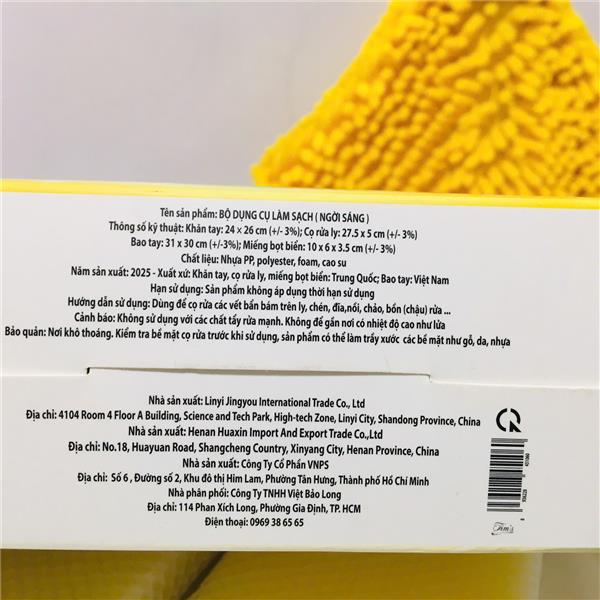 Tên sản phẩm: BỘ DỤNG CỤ LÀM SẠCH ( NGỜI SÁNG )
Thông số kỹ thuật: Khăn tay: 24 × 26 cm (+/- 3%); Cọ rửa ly: 27.5 x 5 cm (+/- 3%)
Bao tay: 31 x 30 cm (+/-3%); Miếng bọt biển: 10 x 6 x 3.5 cm (+/-3%)
Chất liệu: Nhựa PP, polyester, foam, cao su
Năm sản xuất: 2025 - Xuất xứ: Khăn tay, cọ rửa ly, miếng bọt biển: Trung Quốc; Bao tay: Việt Nam
Hạn sử dụng: Sản phẩm không áp dụng thời hạn sử dụng
Hướng dẫn sử dụng: Dùng để cọ rửa các vết bẩn bám trên ly, chén, đĩa,nồi, chảo, bồn (chậu) rửa ...
Cảnh báo: Không sử dụng với các chất tẩy rửa mạnh. Không để gần nơi có nhiệt độ cao như lửa
Bảo quản: Nơi khô thoáng. Kiểm tra bề mặt cọ rửa trước khi sử dụng, sản phẩm có thể làm trầy xước các bề mặt như gỗ, da, nhựa
Nhà sản xuất: Linyi Jingyou International Trade Co., Ltd
Địa chỉ: 4104 Room 4 Floor A Building, Science and Tech Park, High-tech Zone, Linyi City, Shandong Province, China
Nhà sản xuất: Henan Huaxin Import And Export Trade Co.,Ltd
Địa chỉ: No.18, Huayuan Road, Shangcheng Country, Xinyang City, Henan Province, China
Nhà sản xuất: Công Ty Cổ Phần VNPS
Địa chỉ: Số 6 , Đường số 2, Khu đô thị Him Lam, Phường Tân Hưng, Thành phố Hồ Chí Minh
Nhà phân phối: Công Ty TNHH Việt Bảo Long
Địa chỉ: 114 Phan Xích Long, Phường Gia Định, TP. HCM
Điện thoại: 0969 38 65 65